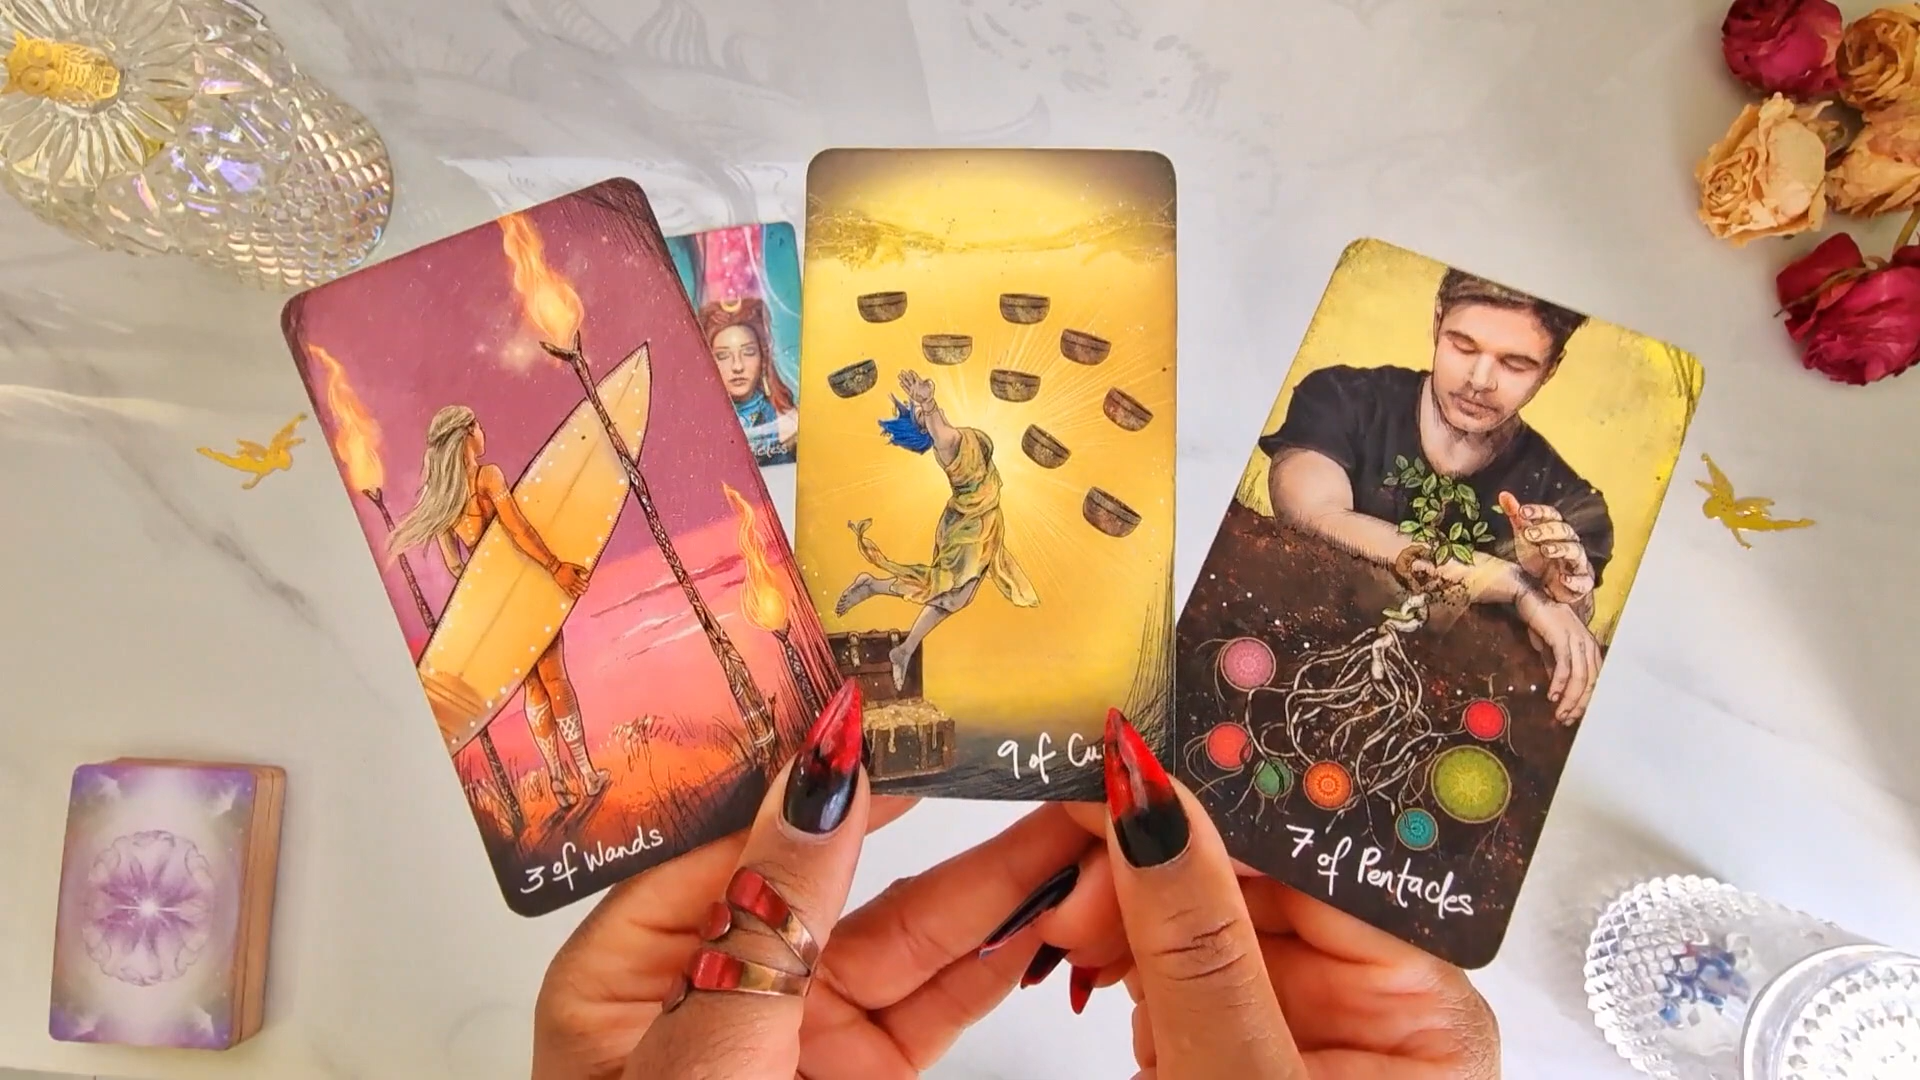 3 of Wands
9 of Cu
7 of Pentacles